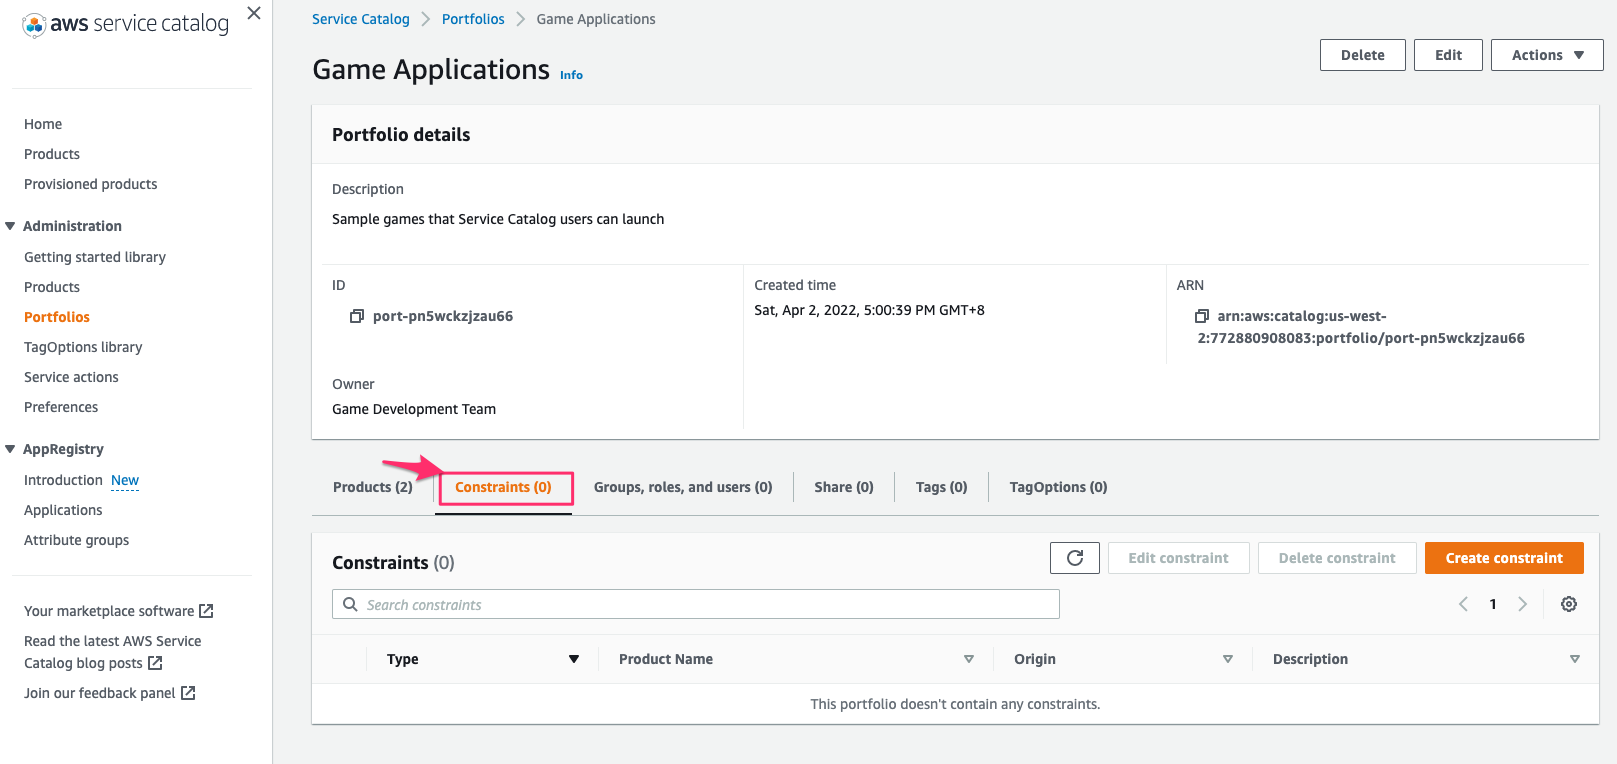 aws service catalog
Home
Products
Provisioned products
Administration
Getting started library
Products
Portfolios
TagOptions library
Service actions
Preferences
AppRegistry
Introduction New
Applications
Attribute groups
Your marketplace software
Read the latest AWS Service
Catalog blog posts
Join our feedback panel
Service Catalog > Portfolios > Game Applications
Game Applications Info
Delete Edit Actions
Portfolio details
Description
Sample games that Service Catalog users can launch
ID
port-pn5wckzjzau66
Created time
Sat, Apr 2, 2022, 5:00:39 PM GMT+8
ARN
arn:aws:catalog:us-west-
2:772880908083:portfolio/port-pn5wckzjzau66
Owner
Game Development Team
Products (2) Constraints (0) Groups, roles, and users (0) Share (0) Tags (0) TagOptions (0)
Constraints (0)
Edit constraint Delete constraint Create constraint
Search constraints
1
Type Product Name Origin Description
This portfolio doesn't contain any constraints.